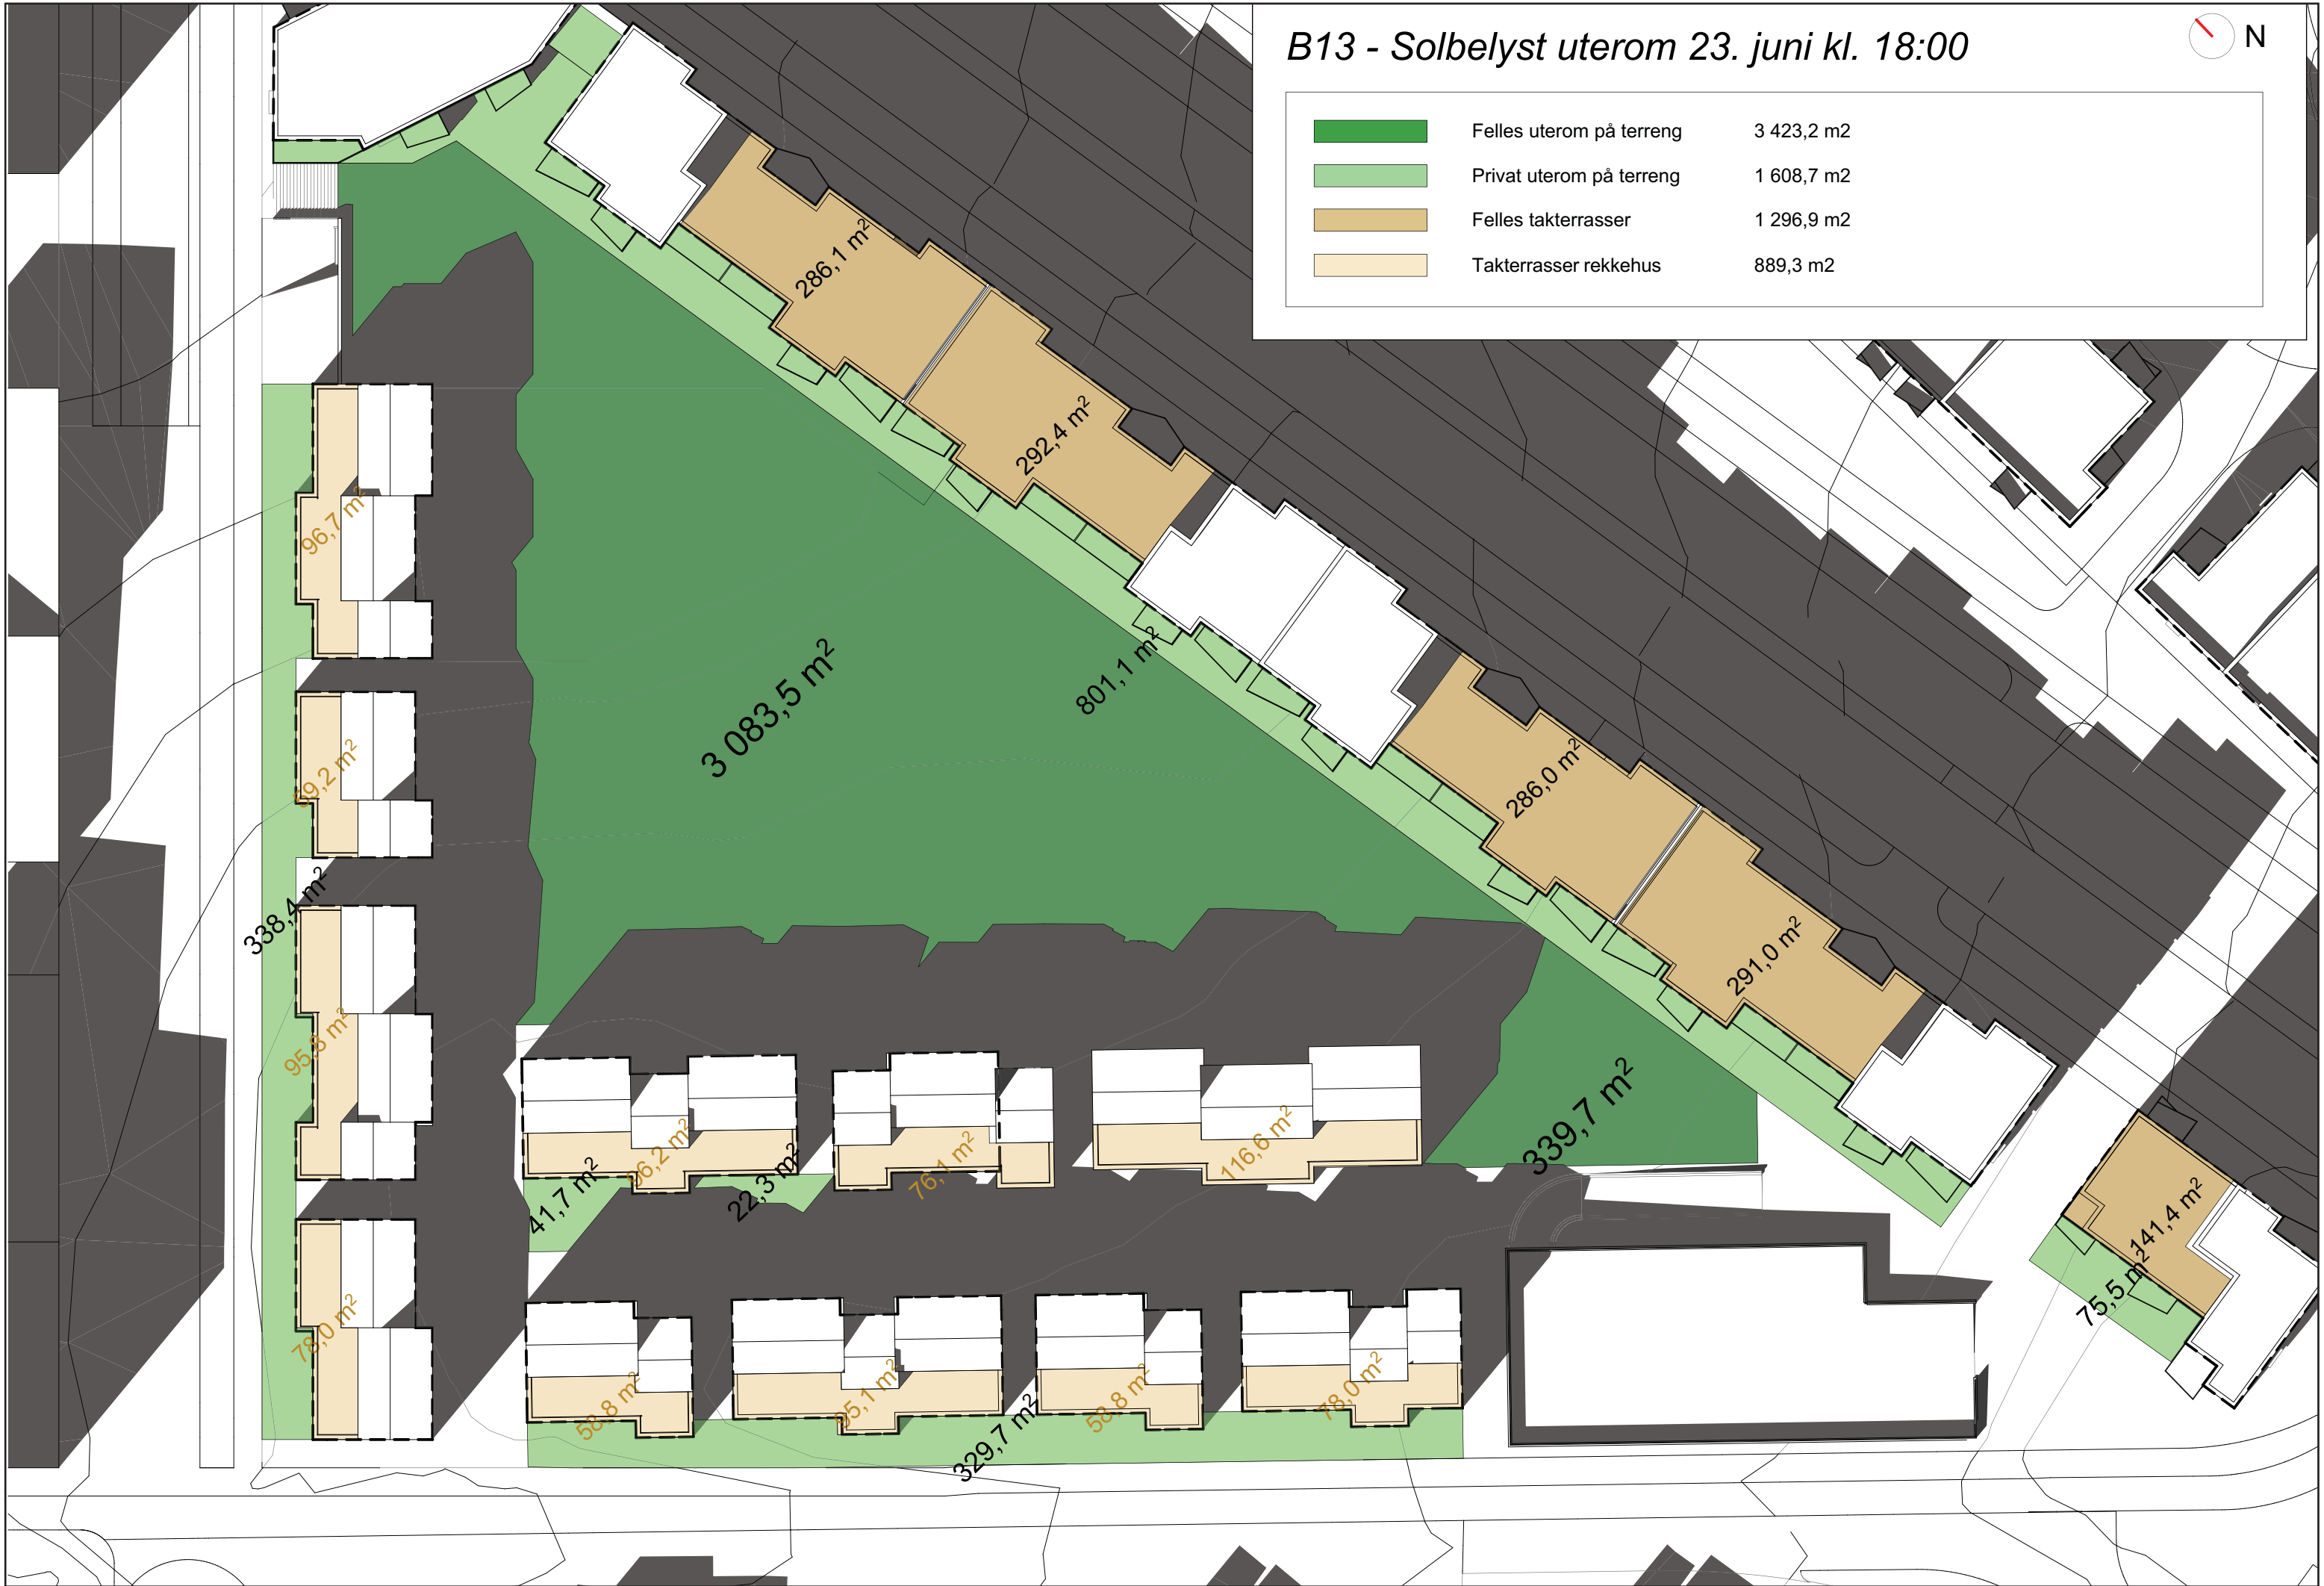 B13 - Solbelyst uterom 23. juni kl. 18:00
N
Felles uterom på terreng 3 423,2 m2
Privat uterom på terreng 1 608,7 m2
Felles takterrasser 1 296,9 m2
Takterrasser rekkehus 889,3 m2
286,1 m²
292,4 m²
96,7 m²
3 083,5 m²
801,1 m²
59,2 m²
286,0 m²
338,4 m²
291,0 m²
95,8 m²
339,7 m²
41,7 m²
96,2 m²
22,3 m²
76,1 m²
116,6 m²
141,4 m²
75,5 m²
78,0 m²
58,8 m²
95,1 m²
329,7 m²
58,8 m²
78,0 m²